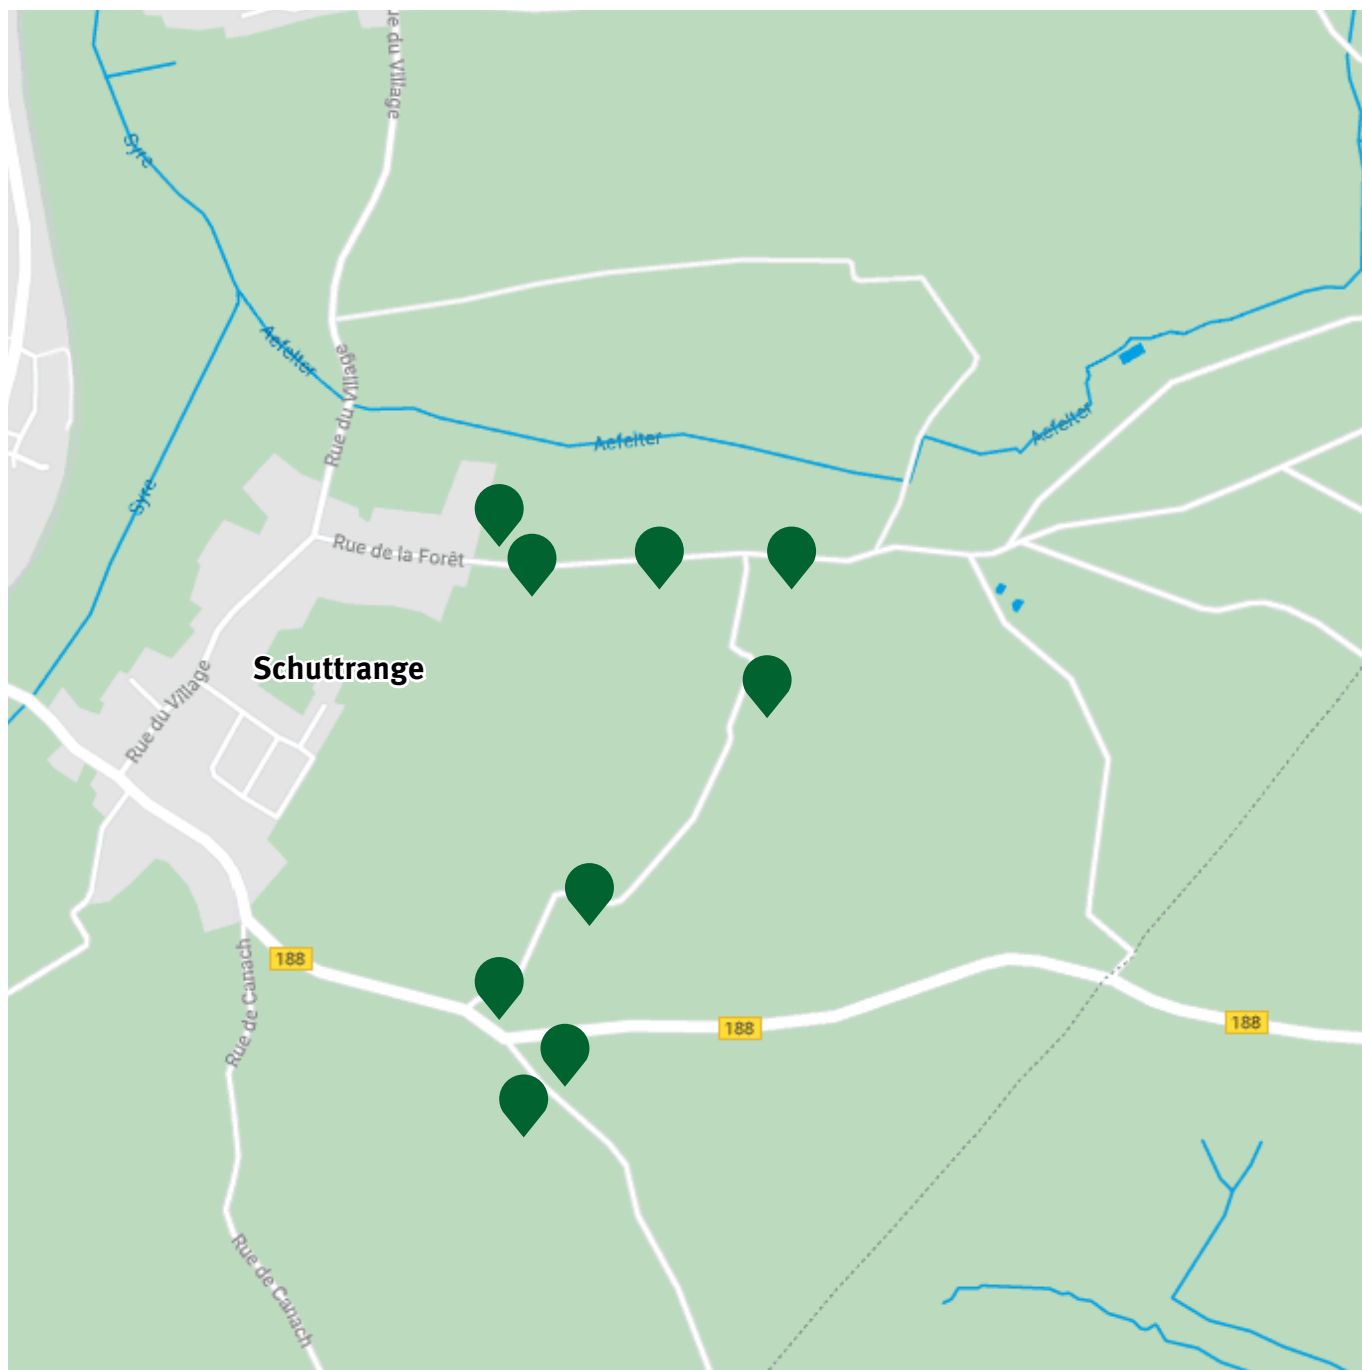 ue du Village
Syre
Aefelter
Rue du Village
Aefelter
Aefelter
Syre
Rue de la Forêt
Schuttrange
Rue du Village
188
Rue de Canach
188
188
Rue de Canach